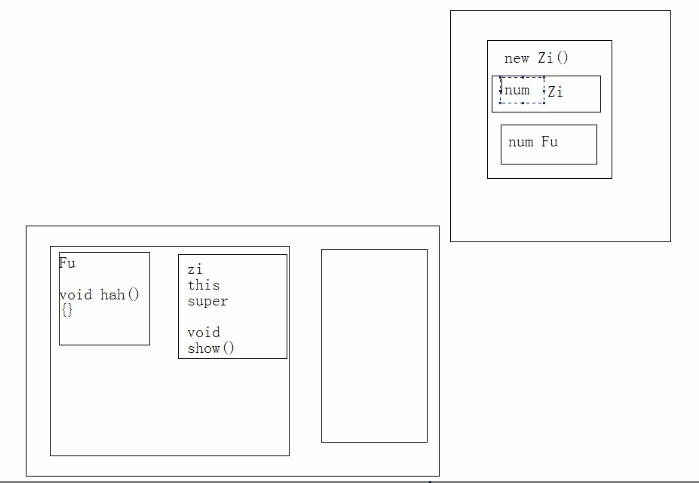 new Zi()
num Zi
num Fu
Fu
void hah()
{}
zi
this
super
void
show()